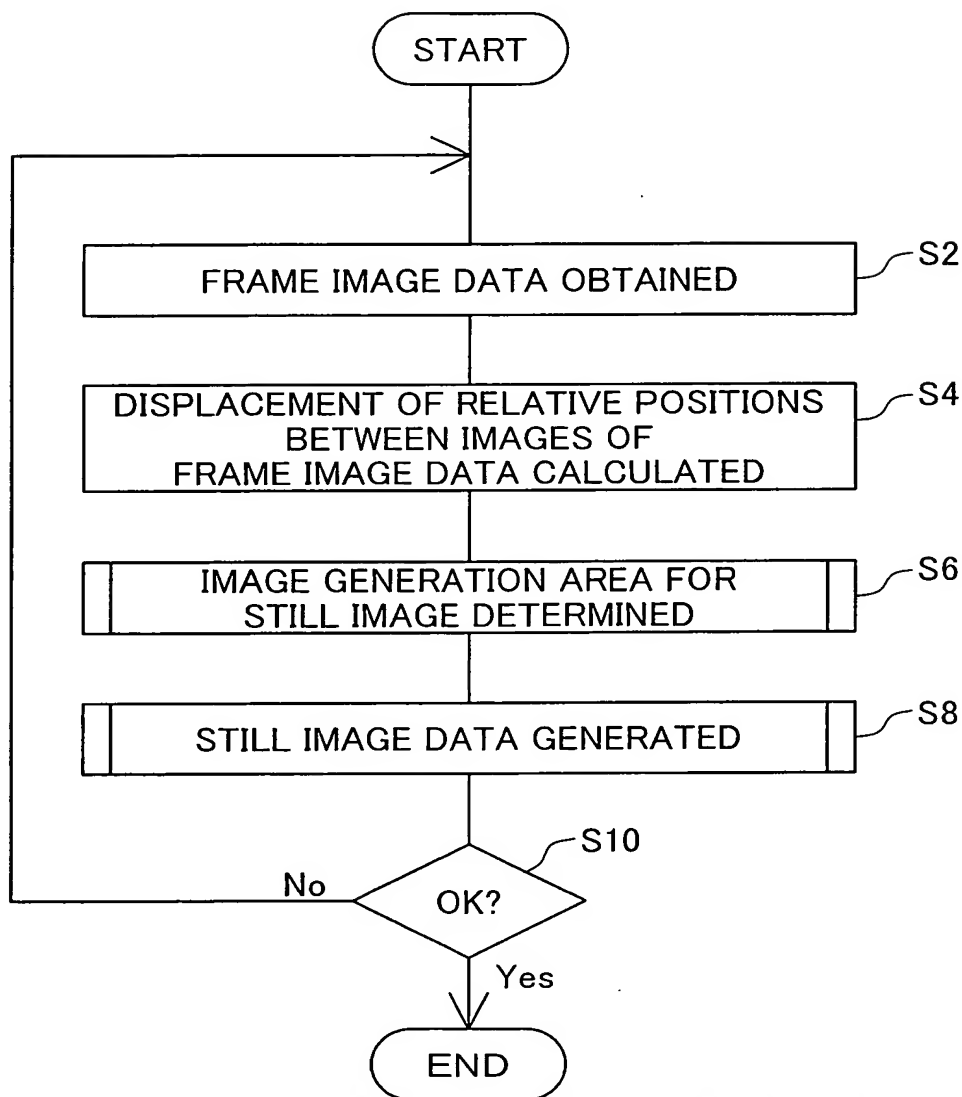 START
FRAME IMAGE DATA OBTAINED
S2
DISPLACEMENT OF RELATIVE POSITIONS
BETWEEN IMAGES OF
FRAME IMAGE DATA CALCULATED
S4
IMAGE GENERATION AREA FOR
STILL IMAGE DETERMINED
S6
STILL IMAGE DATA GENERATED
S8
S10
No
OK?
Yes
END